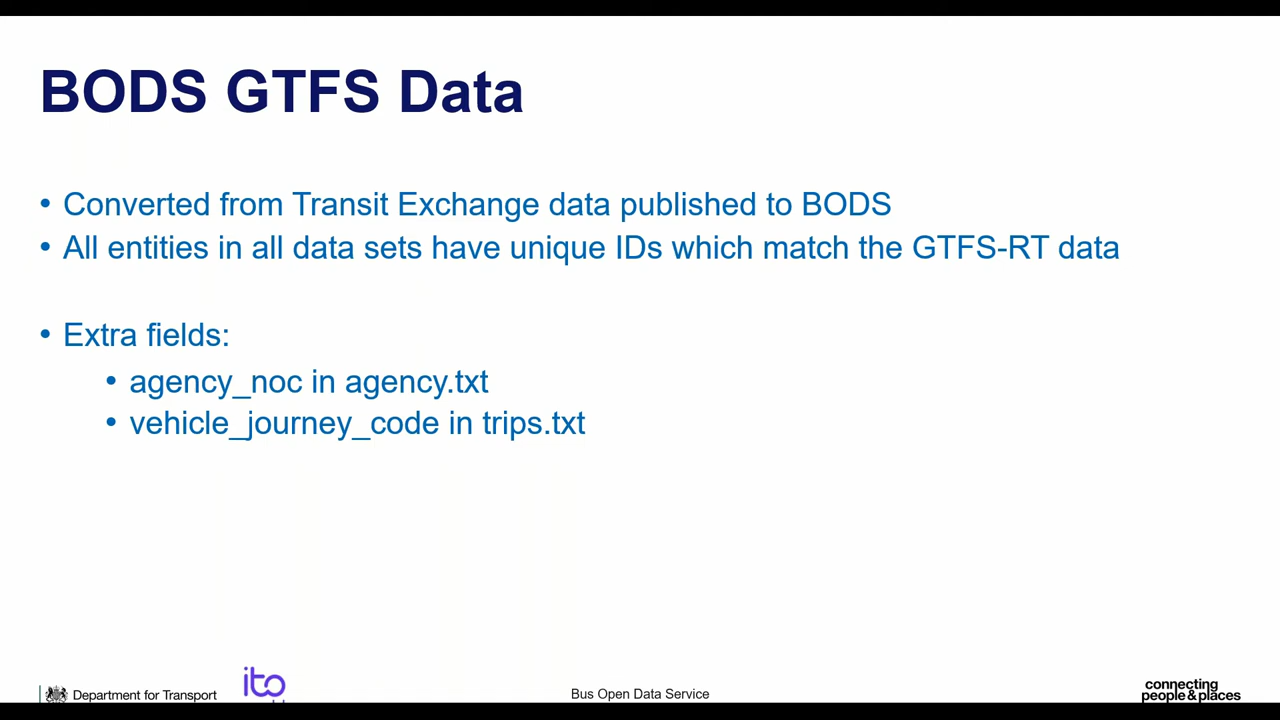 BODS GTFS Data
• Converted from Transit Exchange data published to BODS
• All entities in all data sets have unique IDs which match the GTFS-RT data
• Extra fields:
• agency_noc in agency.txt
• vehicle_journey_code in trips.txt
Department for Transport
ito
Bus Open Data Service
connecting
people & places